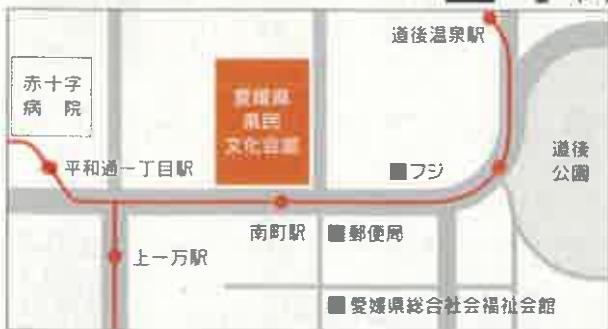 道後温泉駅
赤十字
病院
愛媛県
県民
文化会館
平和通一丁目駅
フジ
道後
公園
南町駅
郵便局
上一万駅
愛媛県総合社会福祉会館